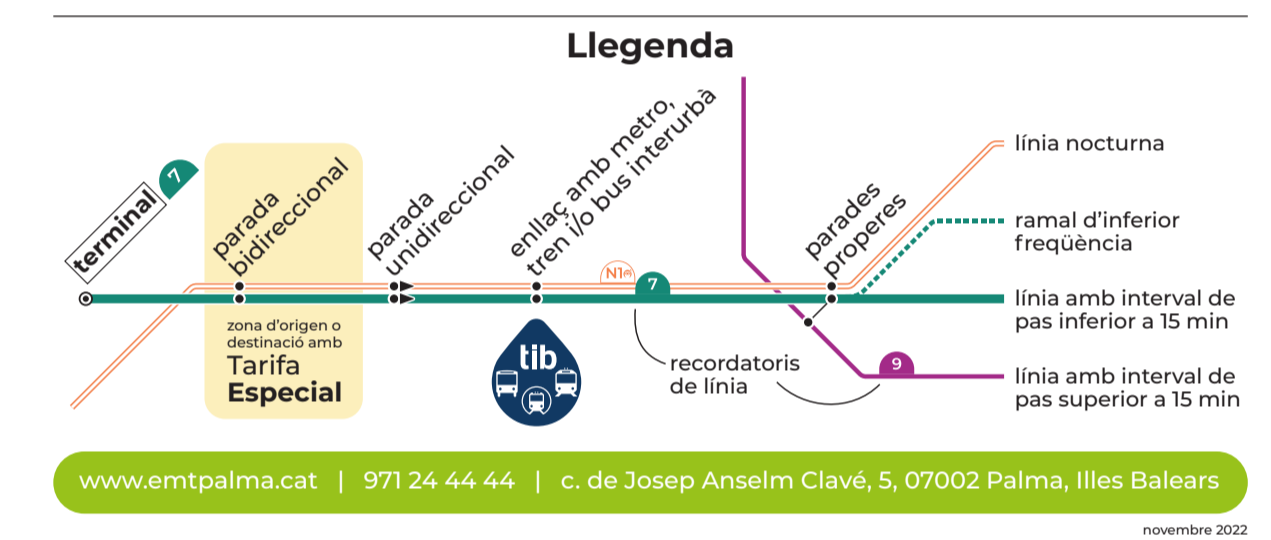 Llegenda
terminal
7
parada
bidireccional
zona d'origen o
destinació amb
Tarifa
Especial
parada
unidireccional
enllaç amb metro,
tren i/o bus interurbà
tib
N1
7
recordatoris
de línia
parades
properes
9
línia nocturna
ramal d'inferior
freqüència
línia amb interval de
pas inferior a 15 min
línia amb interval de
pas superior a 15 min
www.emtpalma.cat | 971 24 44 44 | c. de Josep Anselm Clavé, 5, 07002 Palma, Illes Balears
novembre 2022